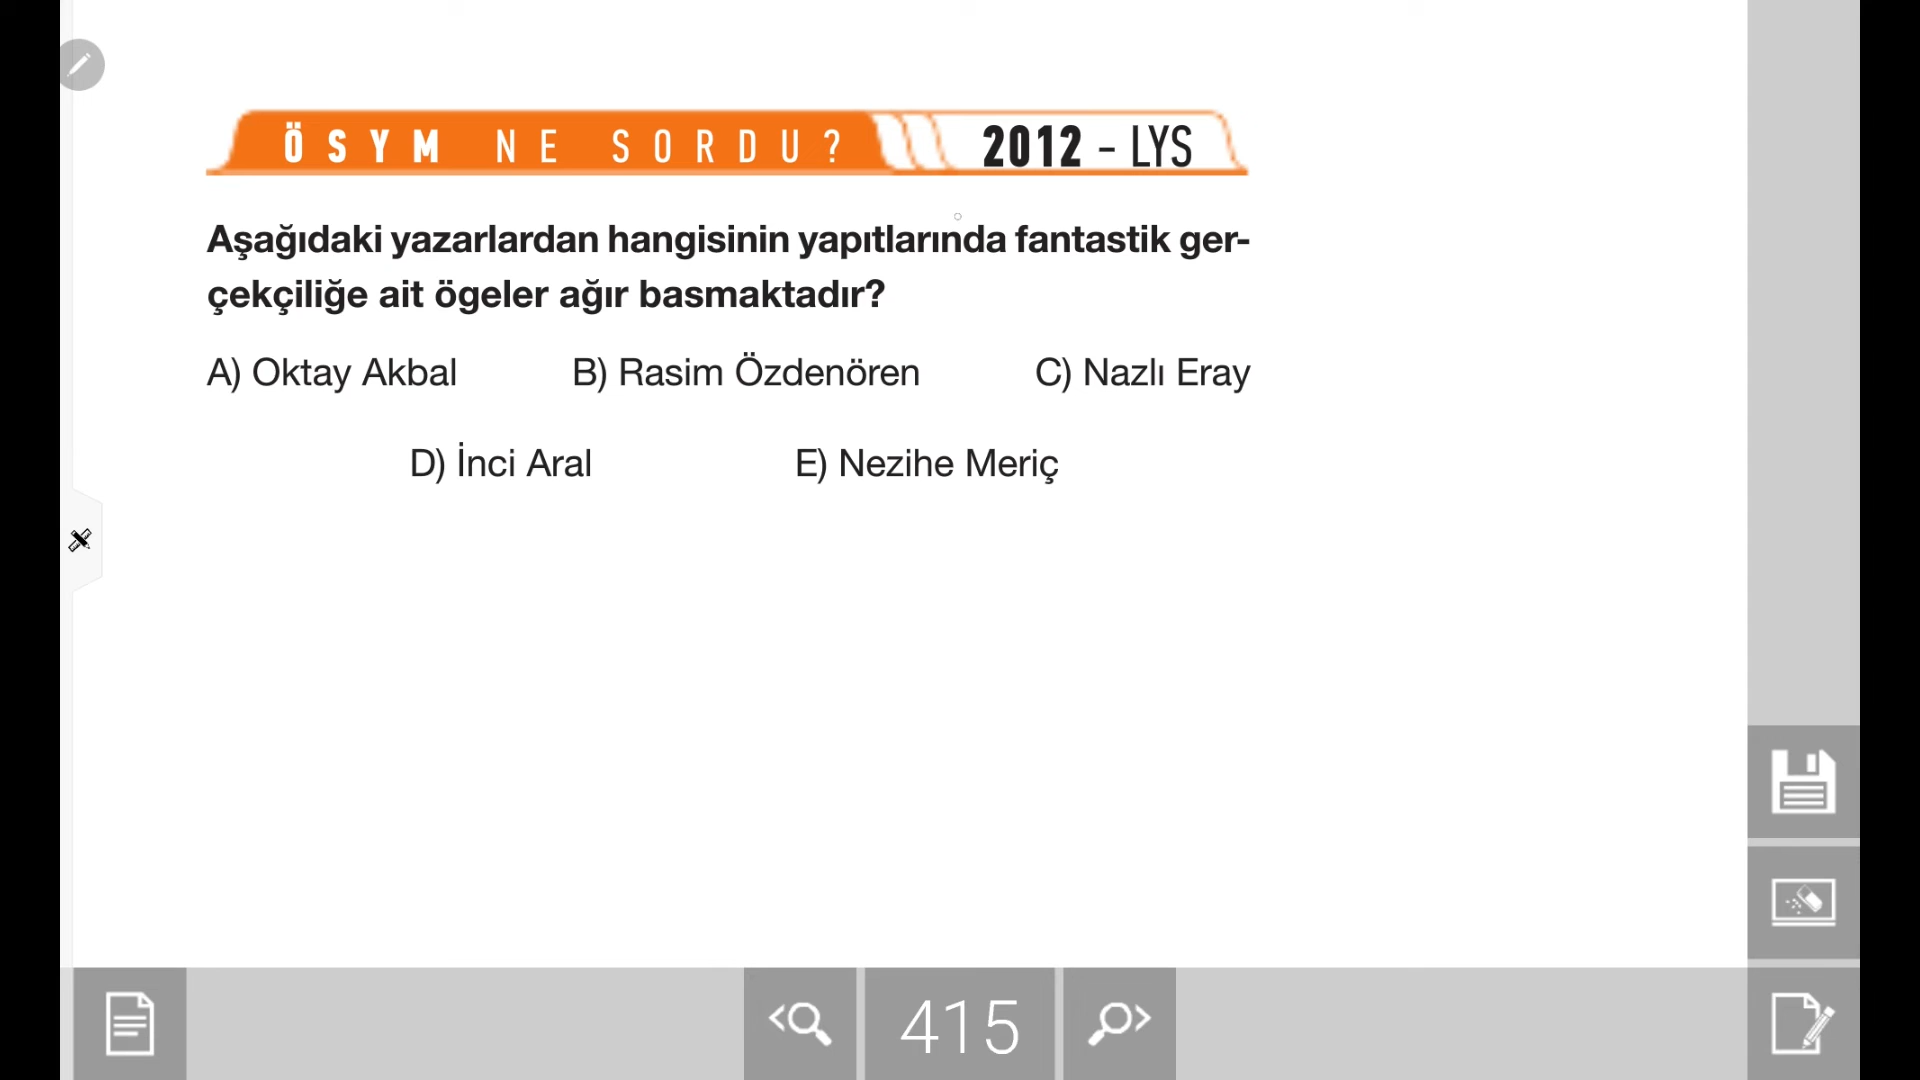 ÖSYM NE SORDU? 2012 - LYS
Aşağıdaki yazarlardan hangisinin yapıtlarında fantastik ger-
çekçiliğe ait ögeler ağır basmaktadır?
A) Oktay Akbal B) Rasim Özdenören C) Nazlı Eray
D) İnci Aral E) Nezihe Meriç
415